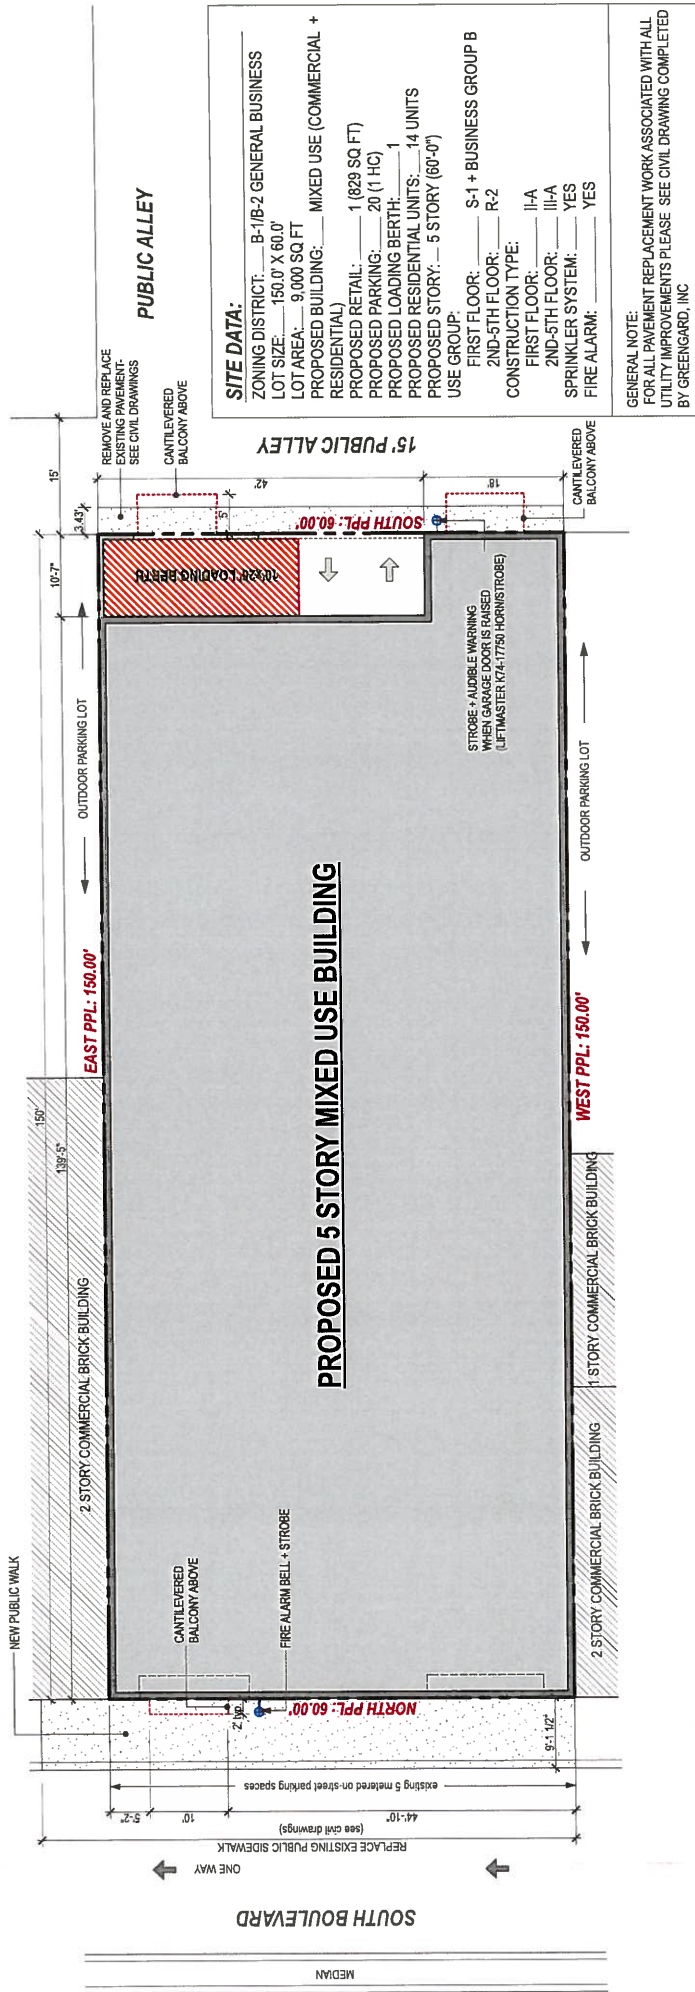 NEW PUBLIC WALK
150'
139'-5"
10'-7"
3.43'
15'
2 STORY COMMERCIAL BRICK BUILDING
EAST PPL: 150.00'
OUTDOOR PARKING LOT
REMOVE AND REPLACE
EXISTING PAVEMENT-
SEE CIVIL DRAWINGS
CANTILEVERED
BALCONY ABOVE
PUBLIC ALLEY
CANTILEVERED
BALCONY ABOVE
FIRE ALARM BELL + STROBE
NORTH PPL: 60.00'
2' typ.
9'-1 1/2"
PROPOSED 5 STORY MIXED USE BUILDING
10'x25' LOADING BERTH
SOUTH PPL: 60.00'
5'
42'
18'
15' PUBLIC ALLEY
STROBE + AUDIBLE WARNING
WHEN GARAGE DOOR IS RAISED
(LIFTMASTER K74-17750 HORN/STROBE)
CANTILEVERED
BALCONY ABOVE
2 STORY COMMERCIAL BRICK BUILDING
1 STORY COMMERCIAL BRICK BUILDING
WEST PPL: 150.00'
OUTDOOR PARKING LOT
existing 5 metered on-street parking spaces
5'-2"
10'
44'-10"
(see civil drawings)
REPLACE EXISTING PUBLIC SIDEWALK
ONE WAY
SOUTH BOULEVARD
MEDIAN
SITE DATA:
ZONING DISTRICT: B-1/B-2 GENERAL BUSINESS
LOT SIZE: 150.0' X 60.0'
LOT AREA: 9,000 SQ FT
PROPOSED BUILDING: MIXED USE (COMMERCIAL +
RESIDENTIAL)
PROPOSED RETAIL: 1 (829 SQ FT)
PROPOSED PARKING: 20 (1 HC)
PROPOSED LOADING BERTH: 1
PROPOSED RESIDENTIAL UNITS: 14 UNITS
PROPOSED STORY: 5 STORY (60'-0")
USE GROUP:
FIRST FLOOR: S-1 + BUSINESS GROUP B
2ND-5TH FLOOR: R-2
CONSTRUCTION TYPE:
FIRST FLOOR: II-A
2ND-5TH FLOOR: III-A
SPRINKLER SYSTEM: YES
FIRE ALARM: YES
GENERAL NOTE:
FOR ALL PAVEMENT REPLACEMENT WORK ASSOCIATED WITH ALL
UTILITY IMPROVEMENTS PLEASE SEE CIVIL DRAWING COMPLETED
BY GREENGARD, INC